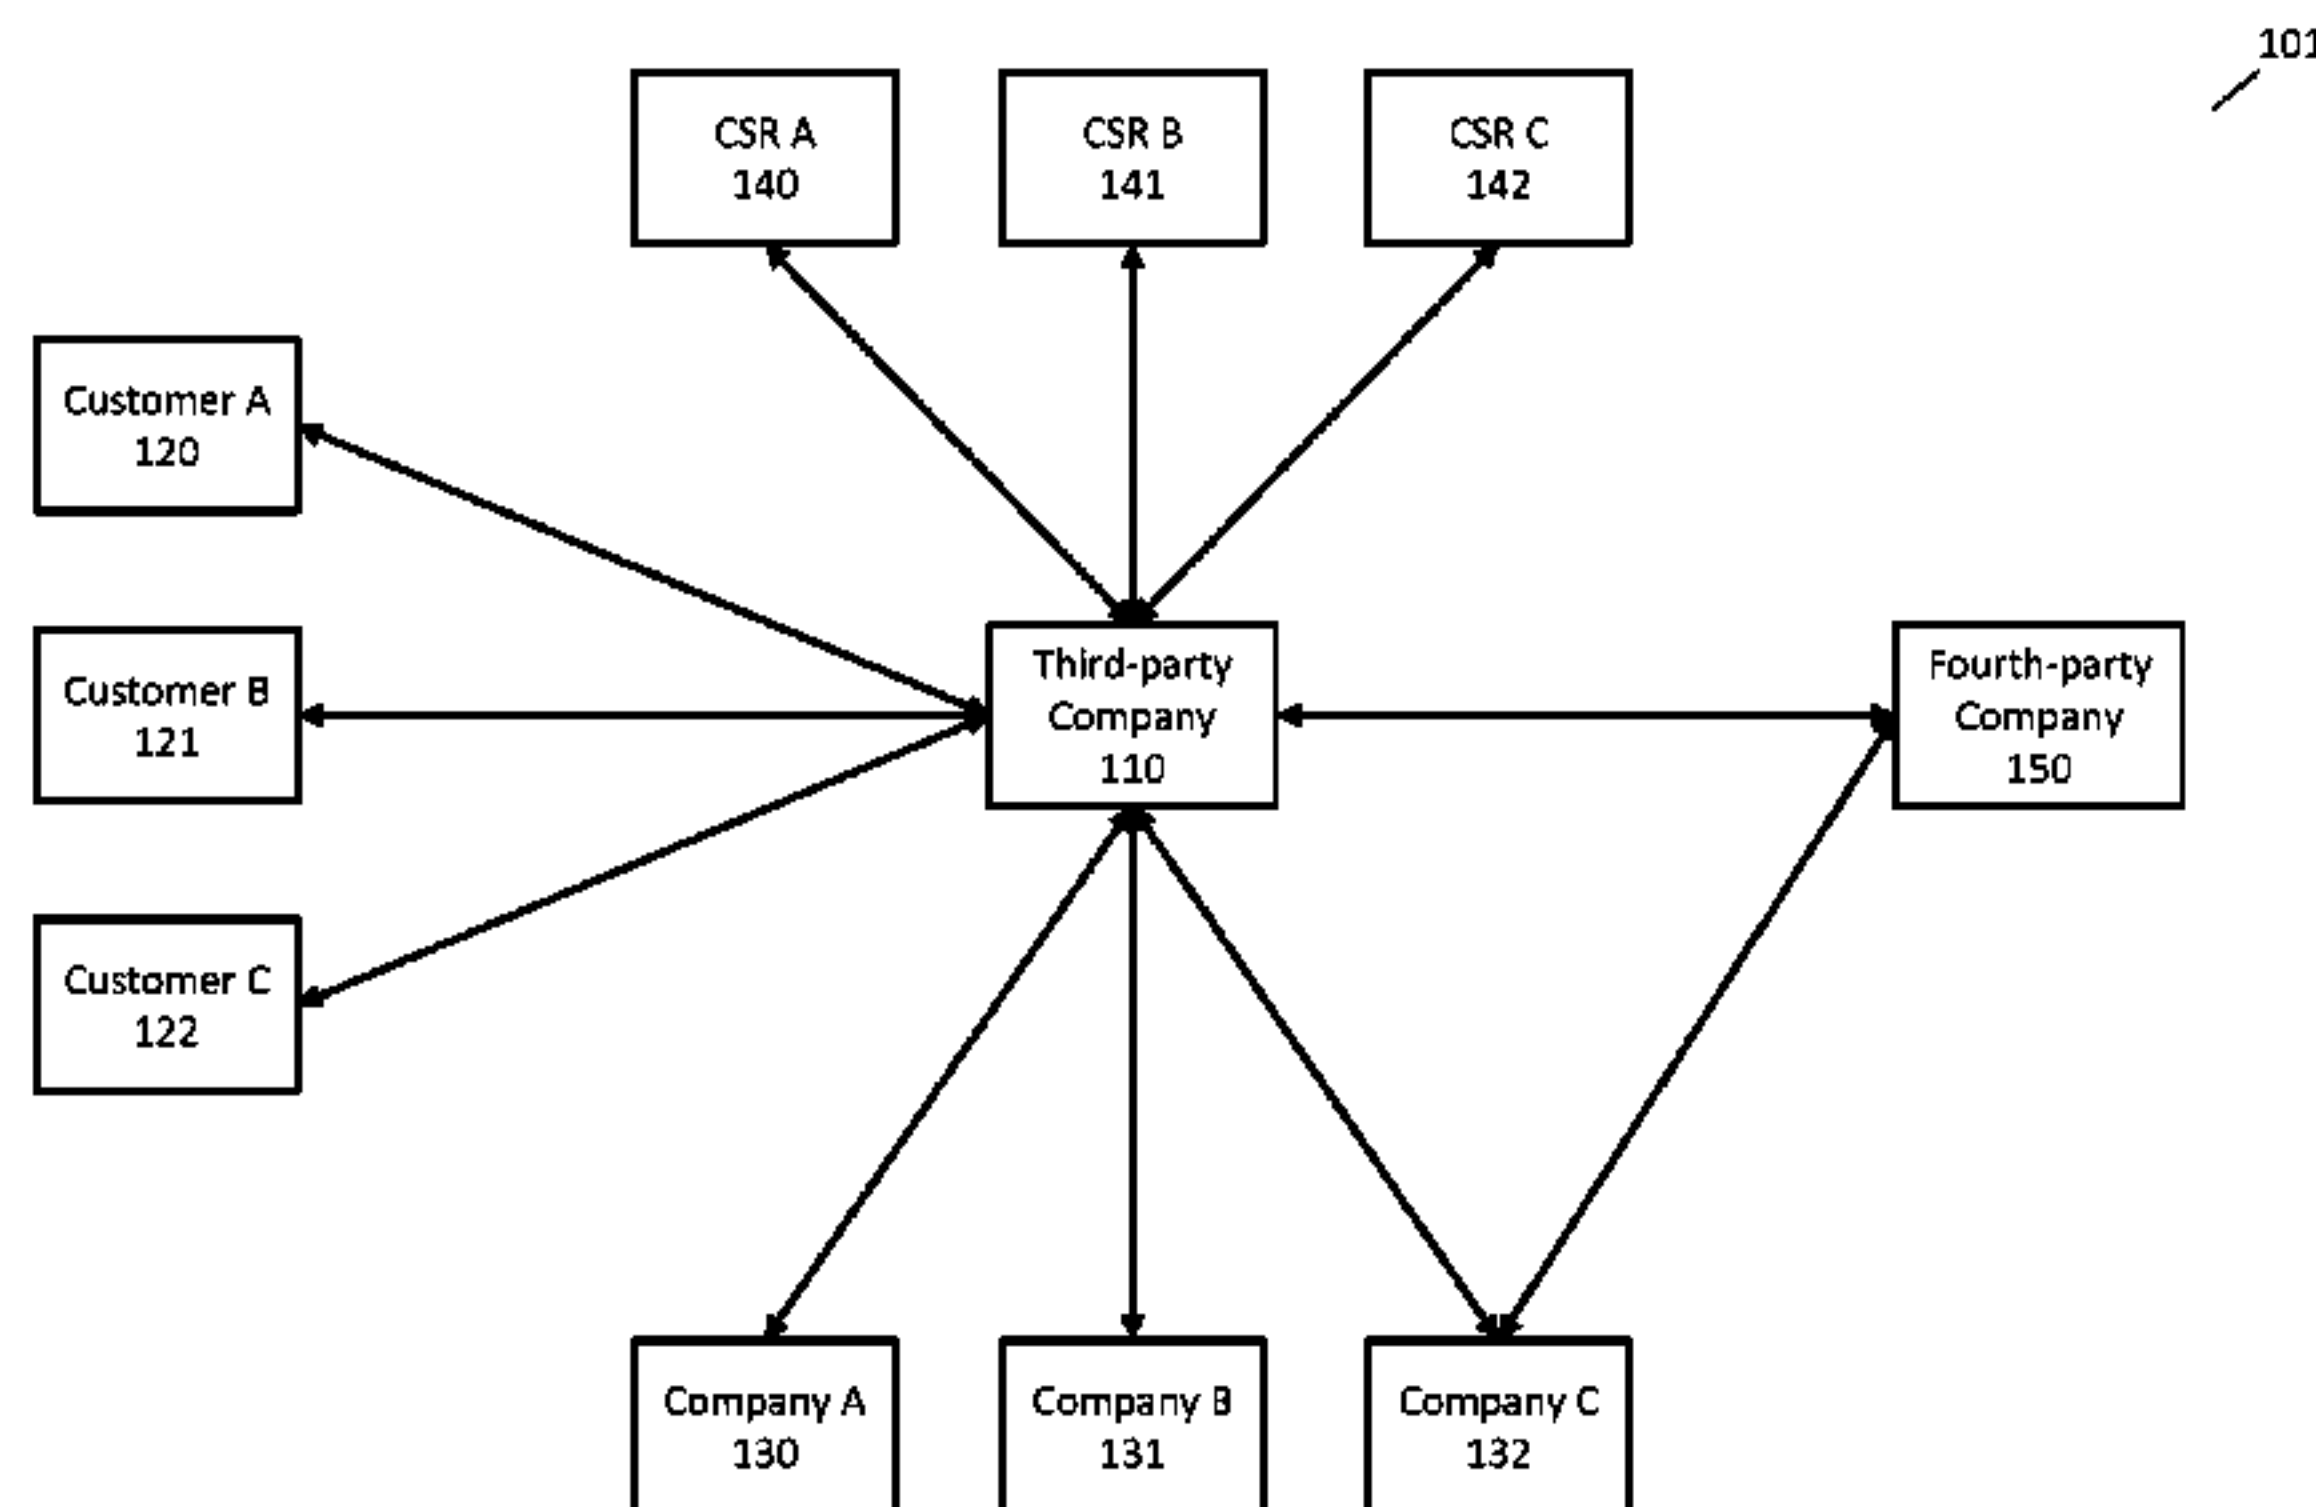 101
CSR A
140
CSR B
141
CSR C
142
Customer A
120
Customer B
121
Customer C
122
Third-party
Company
110
Fourth-party
Company
150
Company A
130
Company B
131
Company C
132